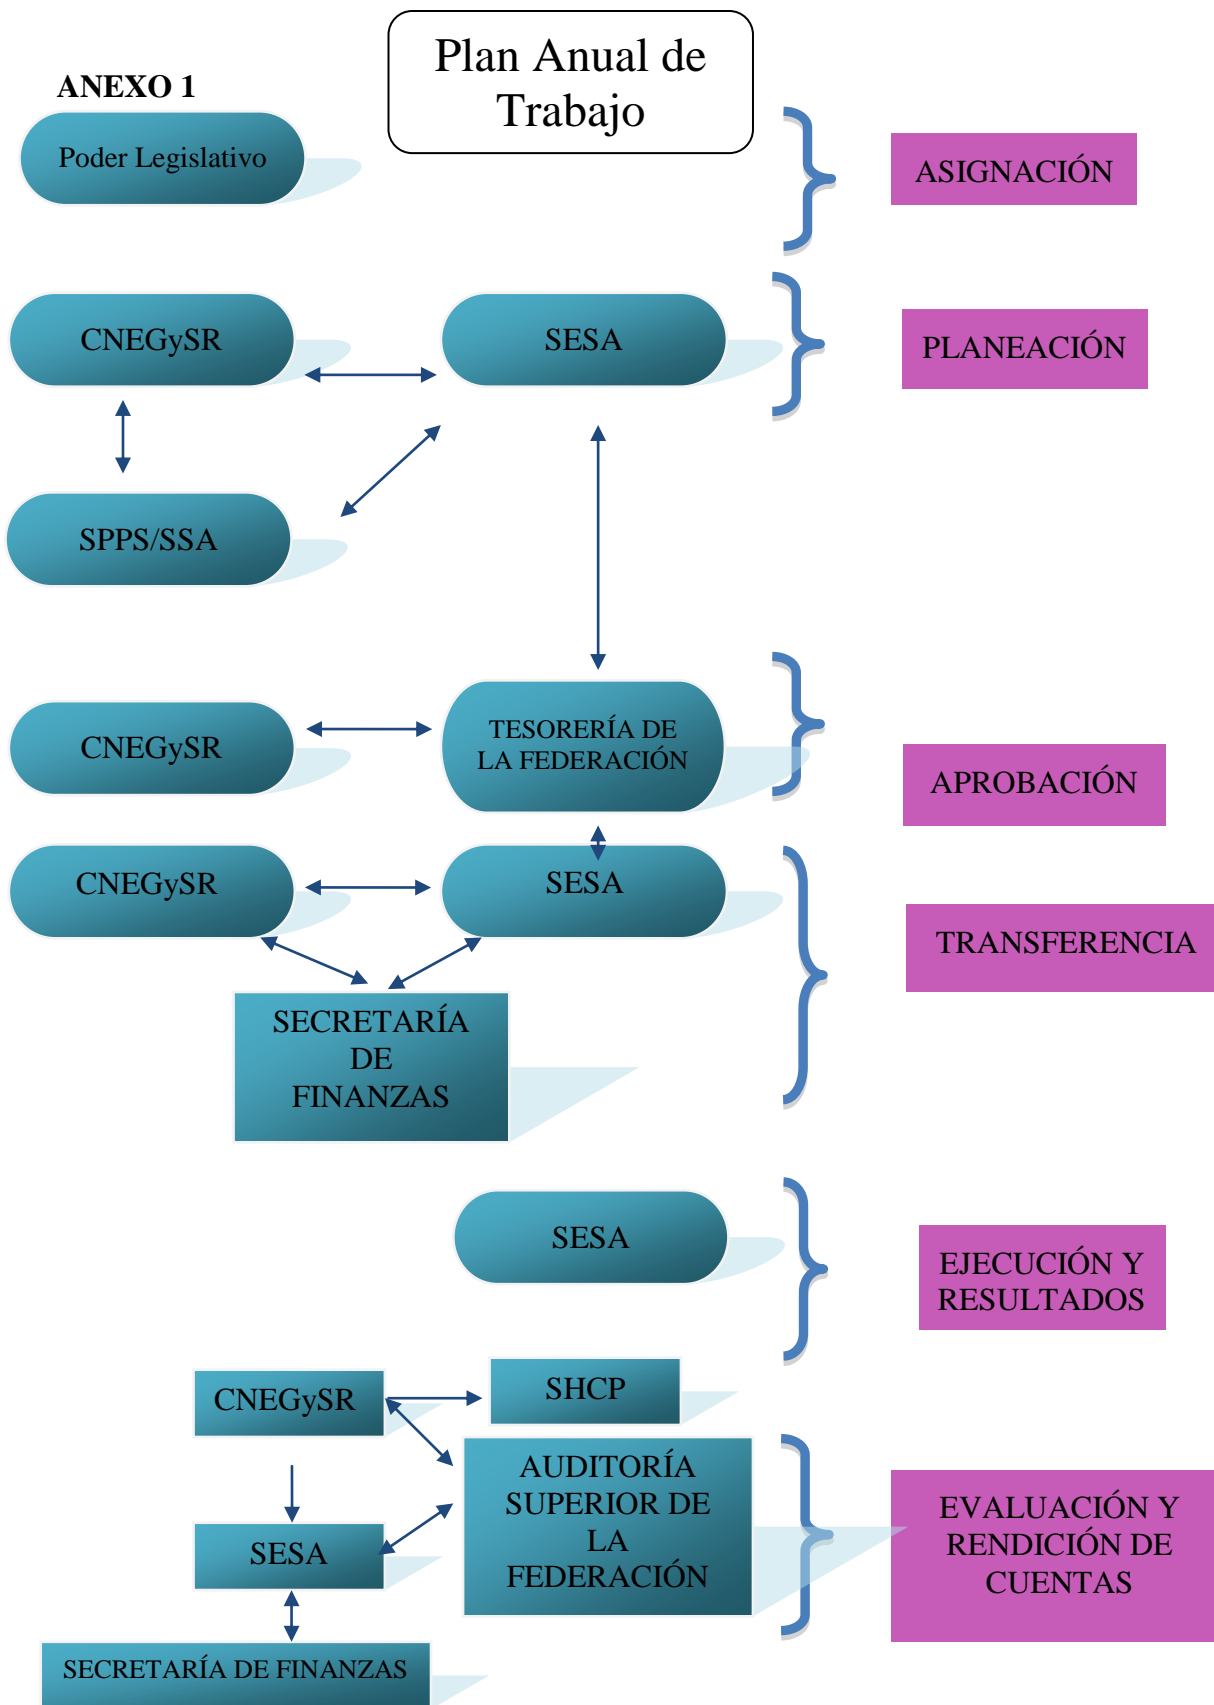 Plan Anual de
Trabajo
ANEXO 1
Poder Legislativo
ASIGNACIÓN
CNEGySR
SESA
PLANEACIÓN
SPPS/SSA
CNEGySR
TESORERÍA DE
LA FEDERACIÓN
APROBACIÓN
CNEGySR
SESA
TRANSFERENCIA
SECRETARÍA
DE
FINANZAS
SESA
EJECUCIÓN Y
RESULTADOS
CNEGySR
SHCP
AUDITORÍA
SUPERIOR DE
LA
FEDERACIÓN
EVALUACIÓN Y
RENDICIÓN DE
CUENTAS
SESA
SECRETARÍA DE FINANZAS